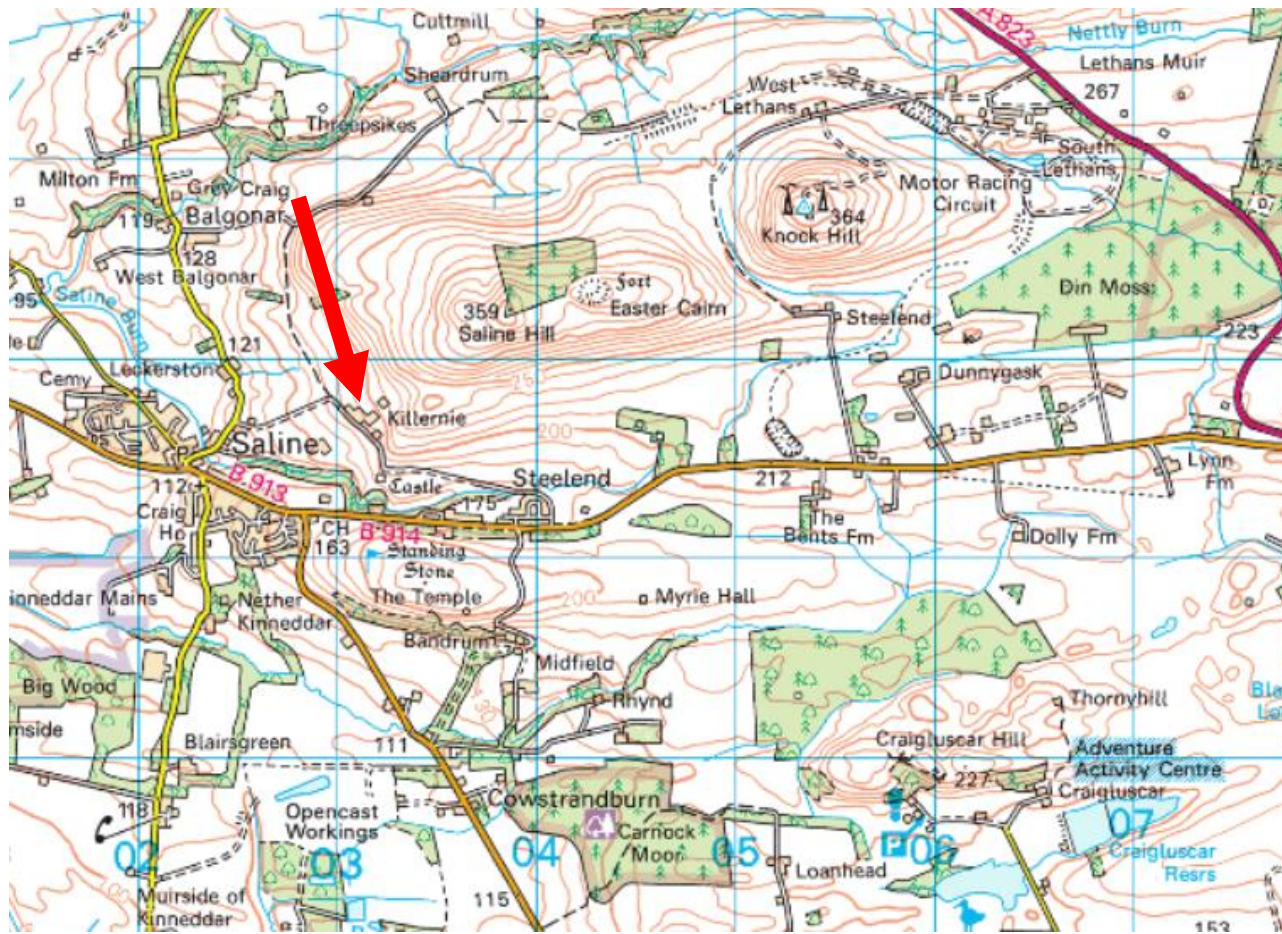 Cuttmill
A823
Nettly Burn
Sheardrum
Lethans Muir
267
West
Lethans
Threepsikes
South
Lethans
Milton Fm
Grey Craig
Motor Racing
Circuit
119
Balgonar
364
Knock Hill
128
West Balgonar
Fort
Din Moss
95
Saline
Burn
359
Easter Cairn
Saline Hill
Steelend
223
121
Leckerston
Cemy
250
Dunnygask
Killernie
200
Saline
B.913
Castle
Steelend
212
Lynn
Fm
112
175
Craig
Ho
CH
163
B 914
The
Bents Fm
Dolly Fm
Standing
Stone
ioneddar Mains
Nether
Kinneddar
The Temple
200
Myrie Hall
Bandrum
Midfield
Big Wood
Rhynd
Thornyhill
mside
Blairsgreen
111
Craigluscar Hill
Adventure
Activity Centre
227
Craigluscar
118
Opencast
Workings
Cowstrandburn
Carnock
Moor
02
03
04
05
06
07
P
Loanhead
Craigluscar
Resrs
Muirside of
Kinneddar
115
153